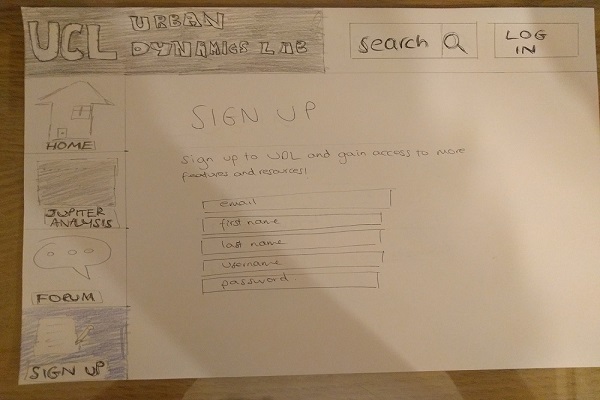 UCL URBAN
DYNAMICS LAB
search
LOG
IN
HOME
JUPITER
ANALYSIS
FORUM
SIGN UP
SIGN UP
Sign up to UDL and gain access to more
features and resources!
email
first name
last name
username
password